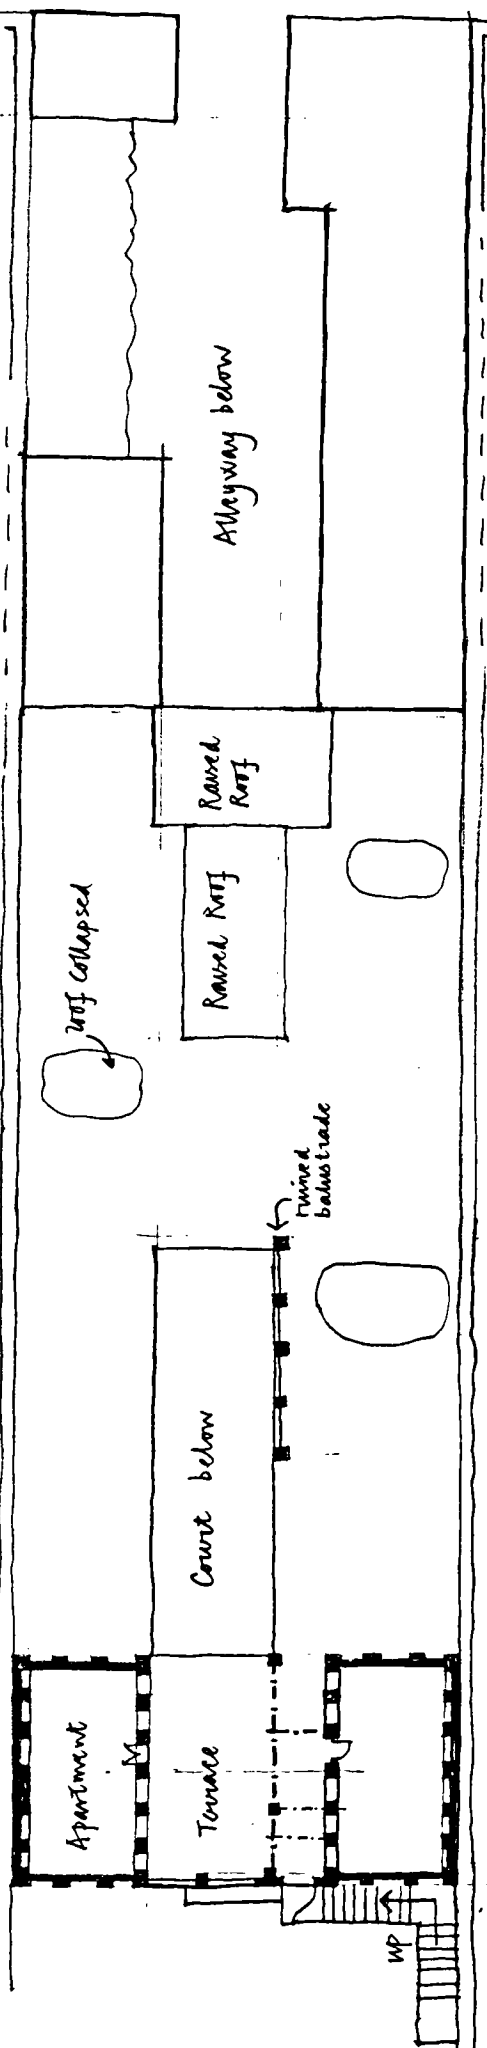 Alleyway below
Raised
Roof
Raised Roof
roof collapsed
ruined
balustrade
Court below
Apartment
Terrace
UP